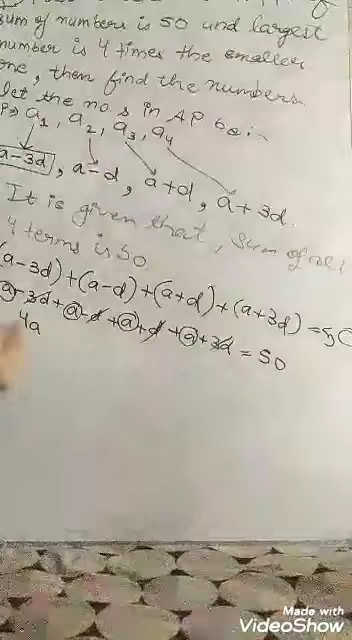 sum of numbers is 50 and largest
number is 4 times the smaller
one, then find the numbers.
let the no.s in AP be:-
a1, a2, a3, a4
a-3d, a-d, a+d, a+3d.
It is given that, Sum of all
4 terms is 50.
(a-3d)+(a-d)+(a+d)+(a+3d)=50
a-3d+a-d+a+d+a+3d=50
4a
Made with
VideoShow